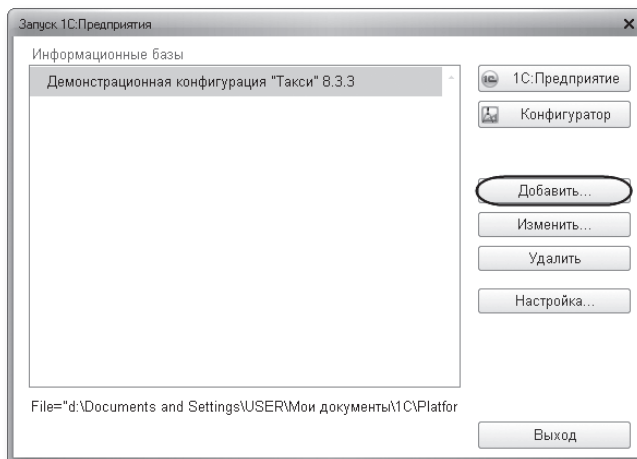 Запуск 1С:Предприятия
Информационные базы
Демонстрационная конфигурация "Такси" 8.3.3
1С:Предприятие
Конфигуратор
Добавить...
Изменить...
Удалить
Настройка...
File="d:\Documents and Settings\USER\Мои документы\1C\Platfor
Выход